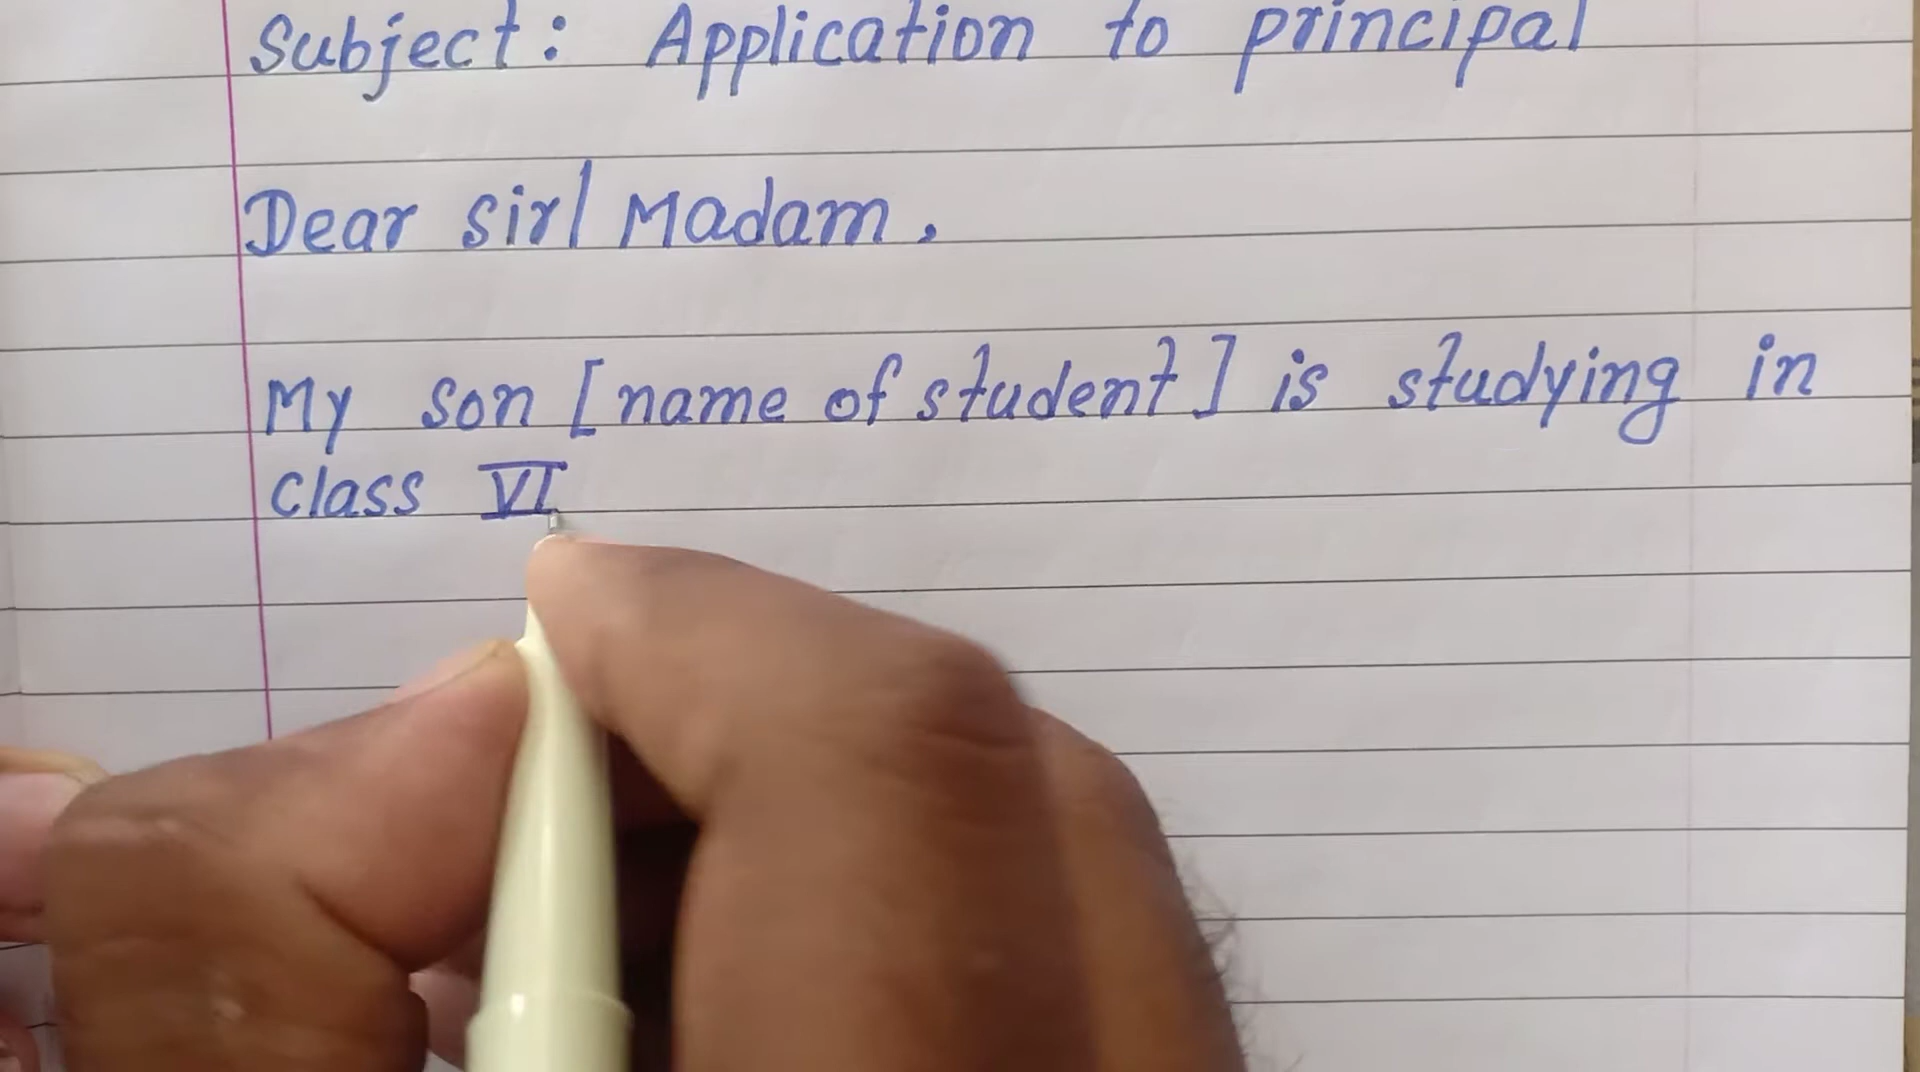 Subject: Application to principal
Dear sir/ Madam,
My son [name of student] is studying in
class VI